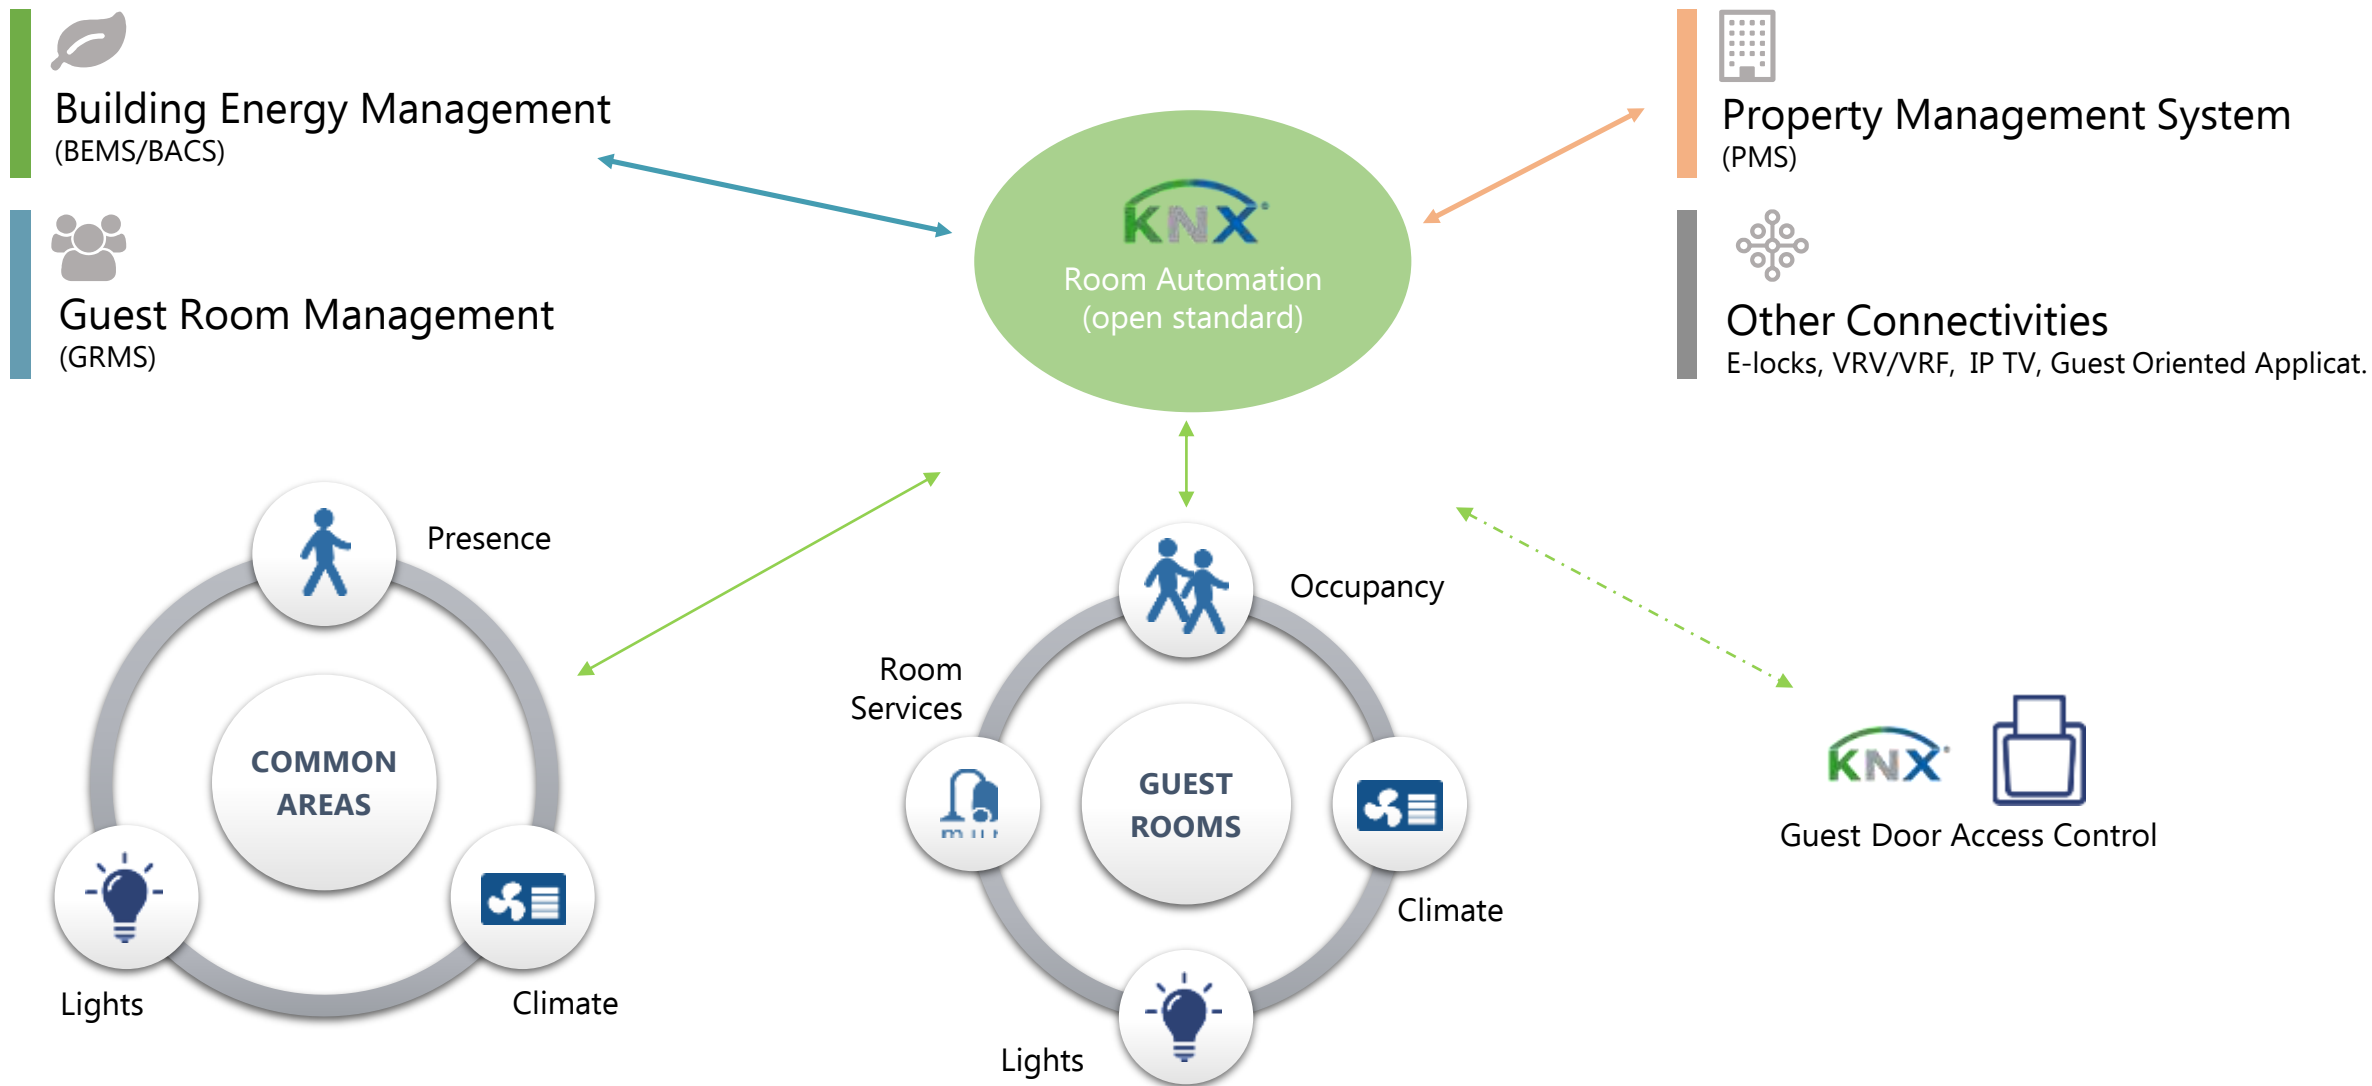 Building Energy Management
(BEMS/BACS)
Guest Room Management
(GRMS)
KNX
Room Automation
(open standard)
Property Management System
(PMS)
Other Connectivities
E-locks, VRV/VRF, IP TV, Guest Oriented Applicat.
Presence
COMMON
AREAS
Lights
Climate
Occupancy
Room
Services
GUEST
ROOMS
Climate
Lights
KNX
Guest Door Access Control